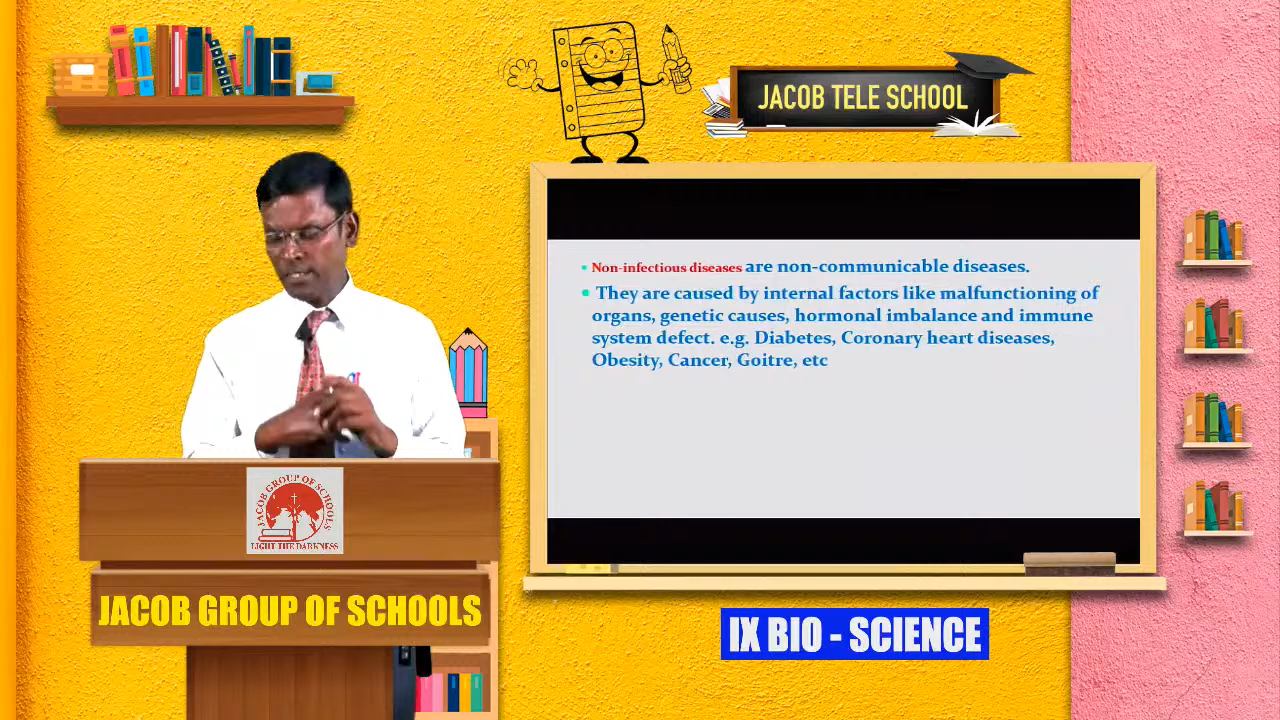 JACOB TELE SCHOOL
• Non-infectious diseases are non-communicable diseases.
• They are caused by internal factors like malfunctioning of
organs, genetic causes, hormonal imbalance and immune
system defect. e.g. Diabetes, Coronary heart diseases,
Obesity, Cancer, Goitre, etc
JACOB GROUP OF SCHOOLS
LIGHT THE DARKNESS
JACOB GROUP OF SCHOOLS
IX BIO - SCIENCE